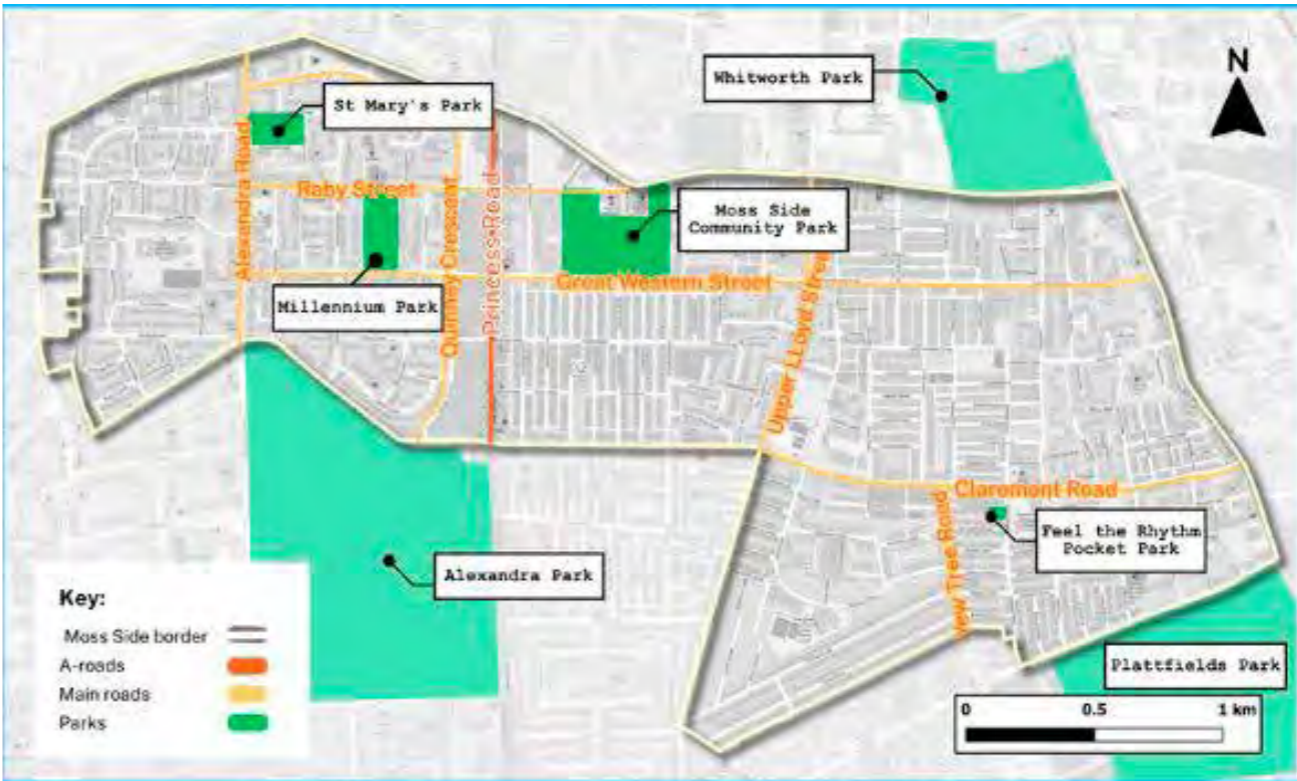 N
Whitworth Park
St Mary's Park
Alexandra Road
Raby Street
Quinney Crescent
Princess Road
Moss Side
Community Park
Great Western Street
Millennium Park
Upper LLoyd Street
Claremont Road
Yew Tree Road
Feel the Rhythm
Pocket Park
Alexandra Park
Plattfields Park
Key:
Moss Side border
A-roads
Main roads
Parks
0 0.5 1 km